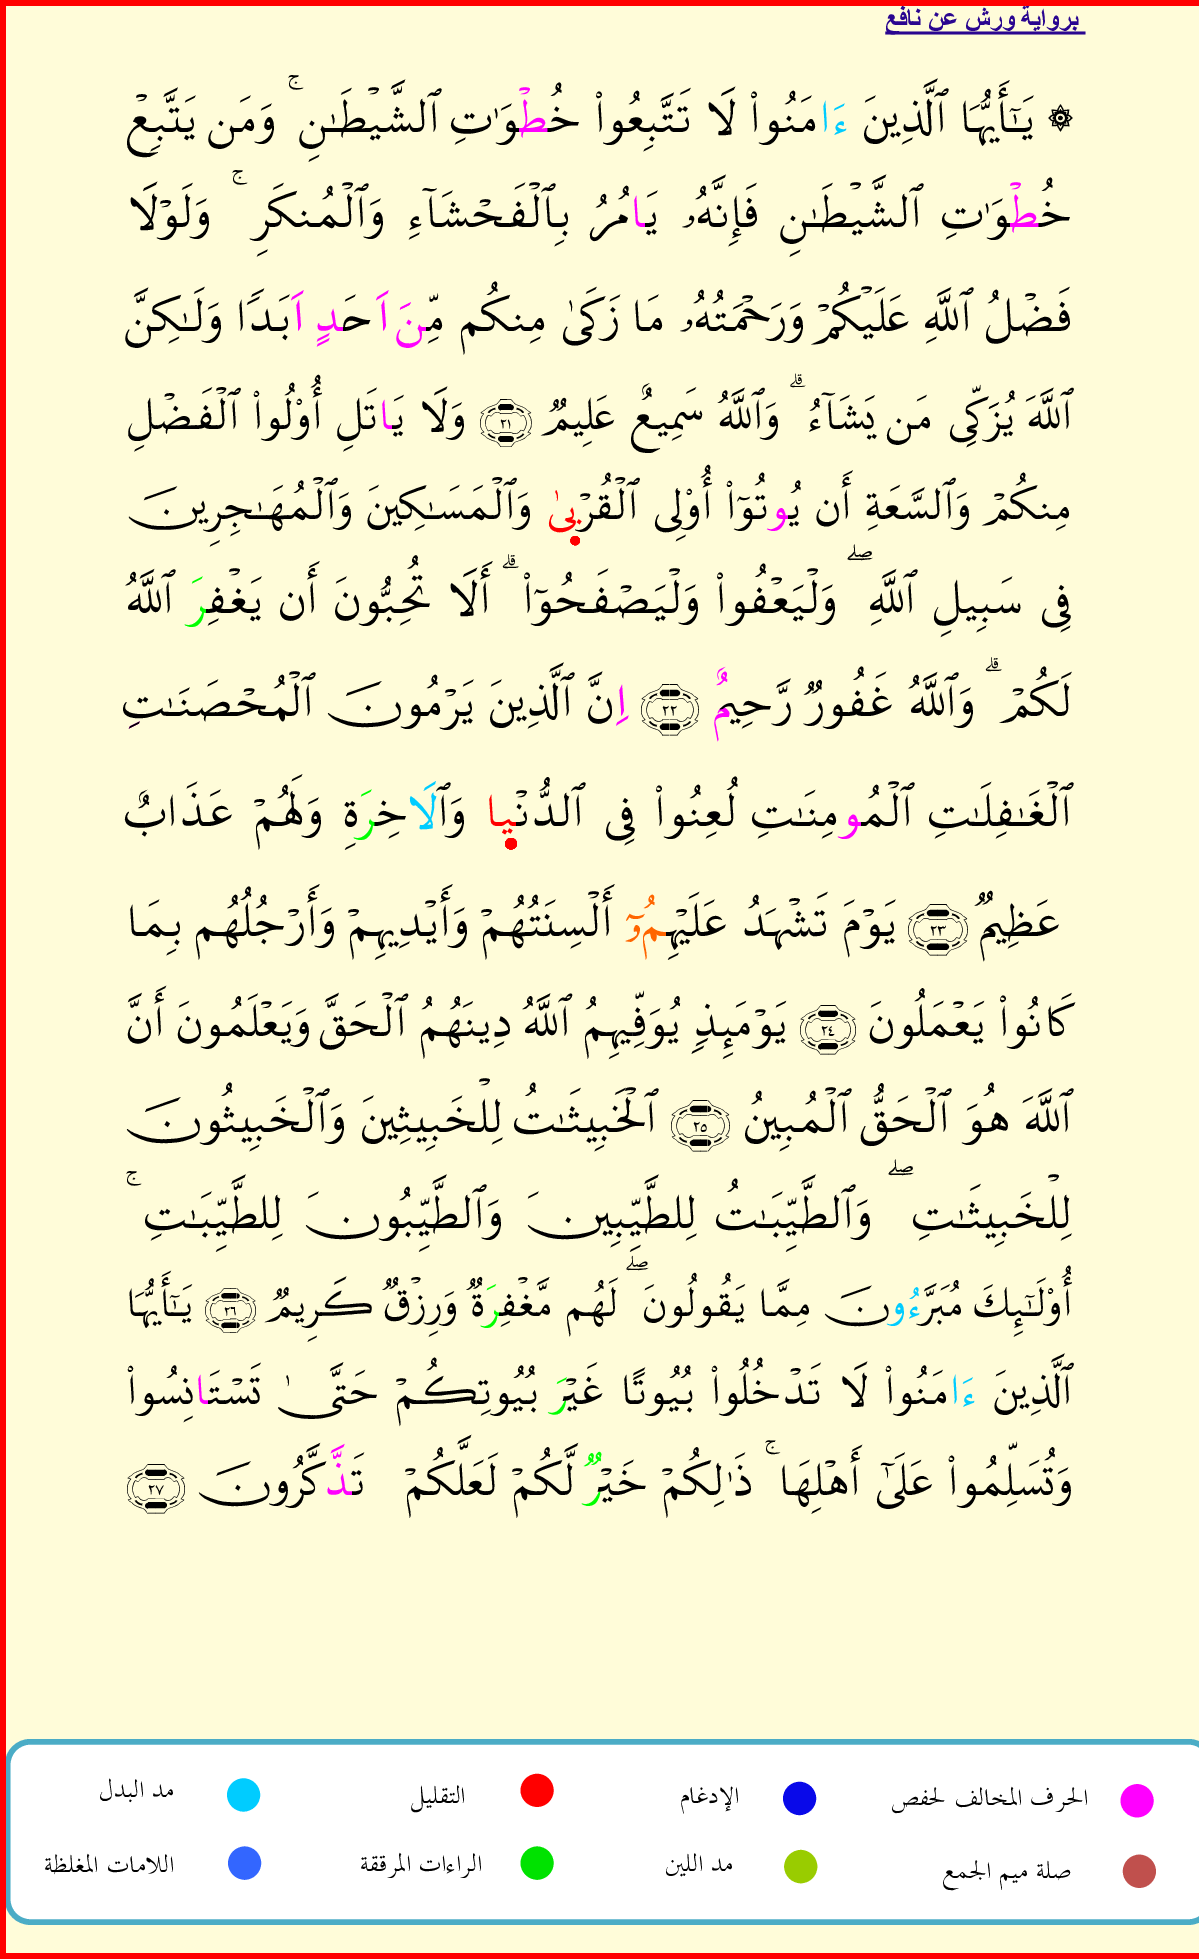 برواية ورش عن نافع
۞ يَـٰٓأَيُّهَا ٱلَّذِينَ ءَامَنُوا۟ لَا تَتَّبِعُوا۟ خُطْوَٰتِ ٱلشَّيْطَـٰنِ ۚ وَمَن يَتَّبِعْ
خُطْوَٰتِ ٱلشَّيْطَـٰنِ فَإِنَّهُۥ يَامُرُ بِٱلْفَحْشَآءِ وَٱلْمُنكَرِ ۚ وَلَوْلَا
فَضْلُ ٱللَّهِ عَلَيْكُمْ وَرَحْمَتُهُۥ مَا زَكَىٰ مِنكُم مِّنَ اَحَدٍ اَبَدًا وَلَـٰكِنَّ
ٱللَّهَ يُزَكِّى مَن يَشَآءُ ۗ وَٱللَّهُ سَمِيعٌ عَلِيمٌ ٢١ وَلَا يَاتَلِ أُو۟لُوا۟ ٱلْفَضْلِ
مِنكُمْ وَٱلسَّعَةِ أَن يُوتُوٓا۟ أُو۟لِى ٱلْقُرْبىٰ وَٱلْمَسَـٰكِينَ وَٱلْمُهَـٰجِرِينَ
فِى سَبِيلِ ٱللَّهِ ۖ وَلْيَعْفُوا۟ وَلْيَصْفَحُوٓا۟ ۗ أَلَا تُحِبُّونَ أَن يَغْفِرَ ٱللَّهُ
لَكُمْ ۗ وَٱللَّهُ غَفُورٌ رَّحِيمٌ ٢٢ اِنَّ ٱلَّذِينَ يَرْمُونَ ٱلْمُحْصَنَـٰتِ
ٱلْغَـٰفِلَـٰتِ ٱلْمُومِنَـٰتِ لُعِنُوا۟ فِى ٱلدُّنْيا وَٱلَاخِرَةِ وَلَهُمْ عَذَابٌ
عَظِيمٌ ٢٣ يَوْمَ تَشْهَدُ عَلَيْهِمُوٓ أَلْسِنَتُهُمْ وَأَيْدِيهِمْ وَأَرْجُلُهُم بِمَا
كَانُوا۟ يَعْمَلُونَ ٢٤ يَوْمَئِذٍ يُوَفِّيهِمُ ٱللَّهُ دِينَهُمُ ٱلْحَقَّ وَيَعْلَمُونَ أَنَّ
ٱللَّهَ هُوَ ٱلْحَقُّ ٱلْمُبِينُ ٢٥ ٱلْخَبِيثَـٰتُ لِلْخَبِيثِينَ وَٱلْخَبِيثُونَ
لِلْخَبِيثَـٰتِ ۖ وَٱلطَّيِّبَـٰتُ لِلطَّيِّبِينَ وَٱلطَّيِّبُونَ لِلطَّيِّبَـٰتِ ۚ
أُو۟لَـٰٓئِكَ مُبَرَّءُونَ مِمَّا يَقُولُونَ ۖ لَهُم مَّغْفِرَةٌ وَرِزْقٌ كَرِيمٌ ٢٦ يَـٰٓأَيُّهَا
ٱلَّذِينَ ءَامَنُوا۟ لَا تَدْخُلُوا۟ بُيُوتًا غَيْرَ بُيُوتِكُمْ حَتَّىٰ تَسْتَانِسُوا۟
وَتُسَلِّمُوا۟ عَلَىٰٓ أَهْلِهَا ۚ ذَٰلِكُمْ خَيْرٌ لَّكُمْ لَعَلَّكُمْ تَذَّكَّرُونَ ٢٧
الحرف المخالف لحفص الإدغام التقليل مد البدل
صلة ميم الجمع مد اللين الراءات المرققة اللامات المغلظة